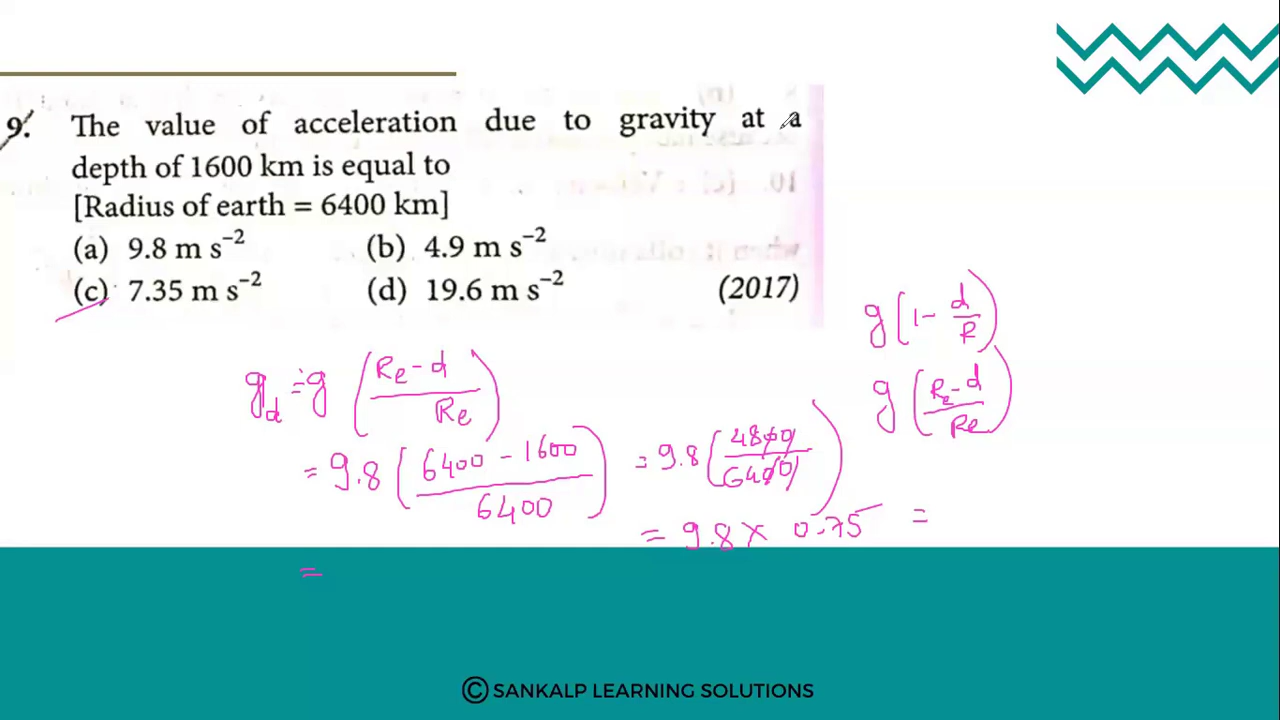 9. The value of acceleration due to gravity at a
depth of 1600 km is equal to
[Radius of earth = 6400 km]
(a) 9.8 m s⁻² (b) 4.9 m s⁻²
(c) 7.35 m s⁻² (d) 19.6 m s⁻² (2017)
g(1 - d/R)
g_d = g ((Re - d)/Re)
g((Re - d)/Re)
= 9.8 ((6400 - 1600)/6400) = 9.8 (4800/6400)
= 9.8 × 0.75 =
=
© SANKALP LEARNING SOLUTIONS